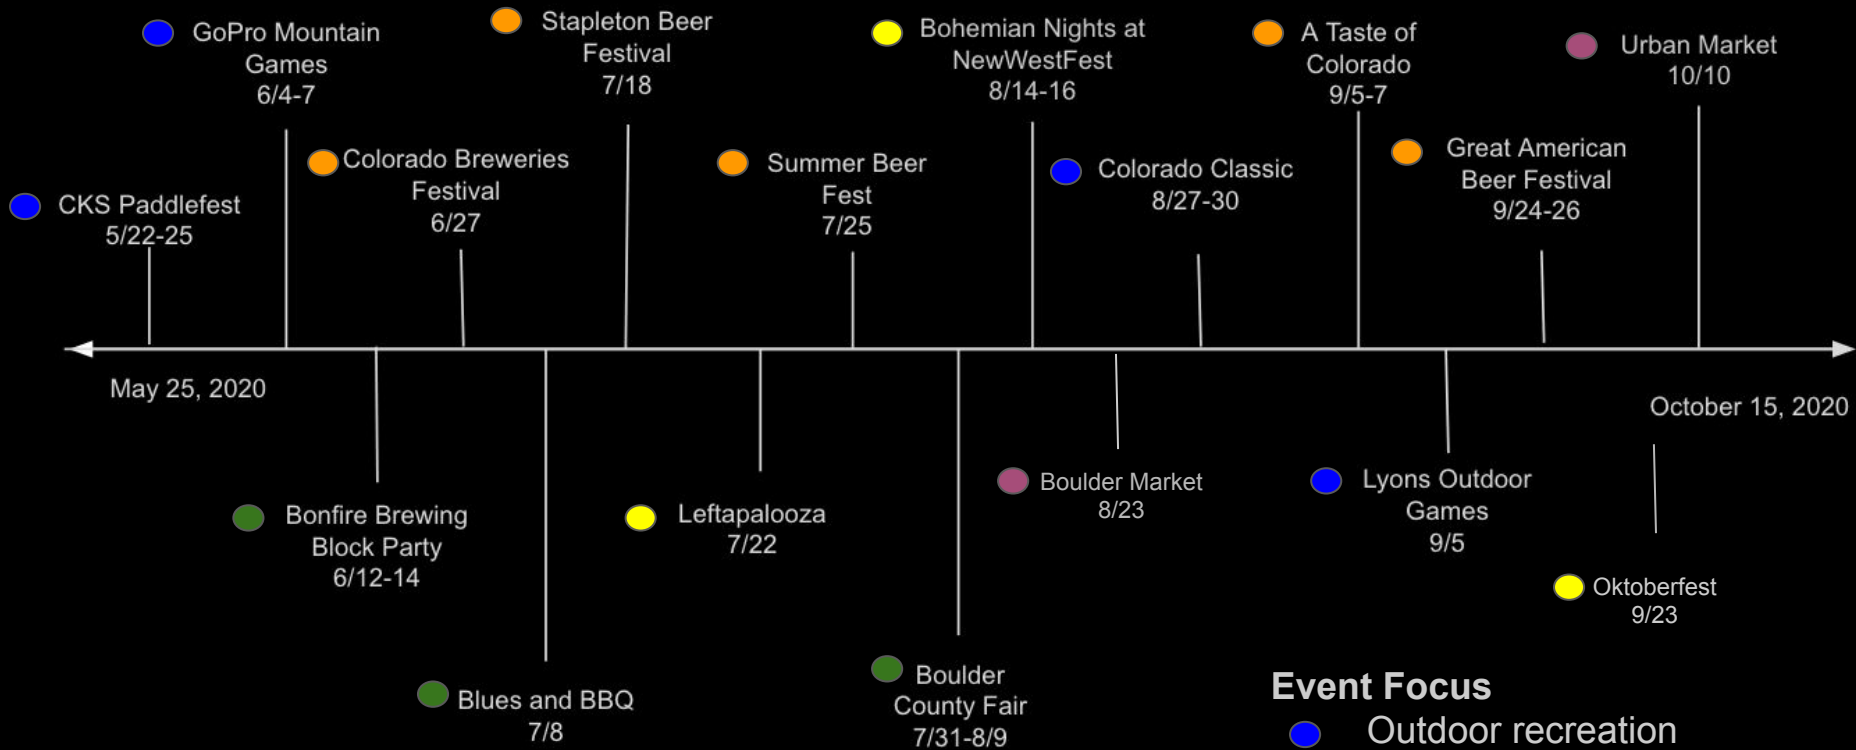 GoPro Mountain
Games
6/4-7
Stapleton Beer
Festival
7/18
Bohemian Nights at
NewWestFest
8/14-16
A Taste of
Colorado
9/5-7
Urban Market
10/10
CKS Paddlefest
5/22-25
Colorado Breweries
Festival
6/27
Summer Beer
Fest
7/25
Colorado Classic
8/27-30
Great American
Beer Festival
9/24-26
May 25, 2020
October 15, 2020
Bonfire Brewing
Block Party
6/12-14
Leftapalooza
7/22
Boulder Market
8/23
Lyons Outdoor
Games
9/5
Oktoberfest
9/23
Blues and BBQ
7/8
Boulder
County Fair
7/31-8/9
Event Focus
Outdoor recreation